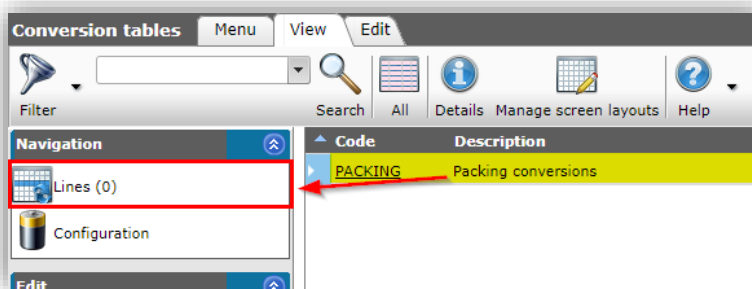 Conversion tables Menu View Edit
Filter Search All Details Manage screen layouts Help
Navigation
Lines (0)
Configuration
Edit
Code Description
PACKING Packing conversions